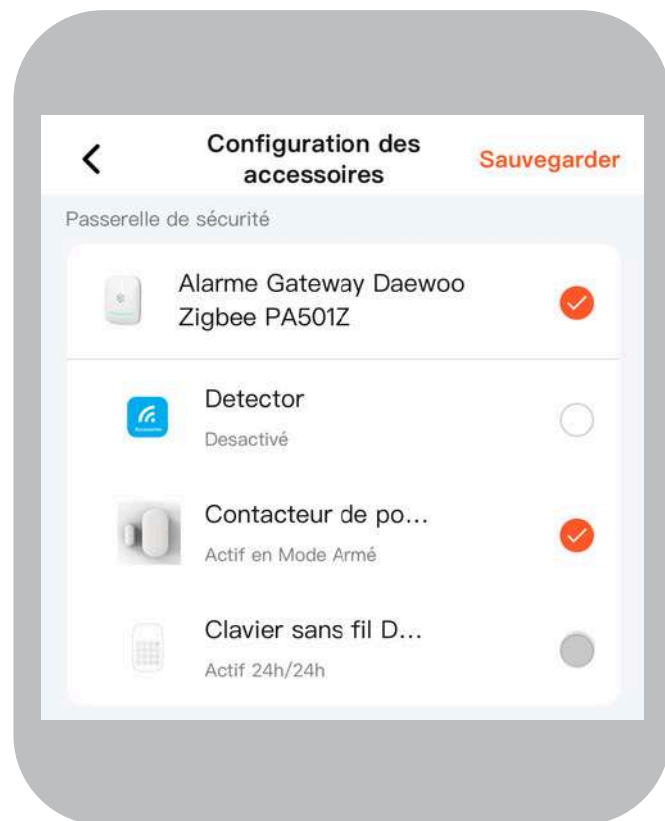 Configuration des
accessoires
Sauvegarder
Passerelle de sécurité
Alarme Gateway Daewoo
Zigbee PA501Z
Detector
Desactivé
Contacteur de po...
Actif en Mode Armé
Clavier sans fil D...
Actif 24h/24h